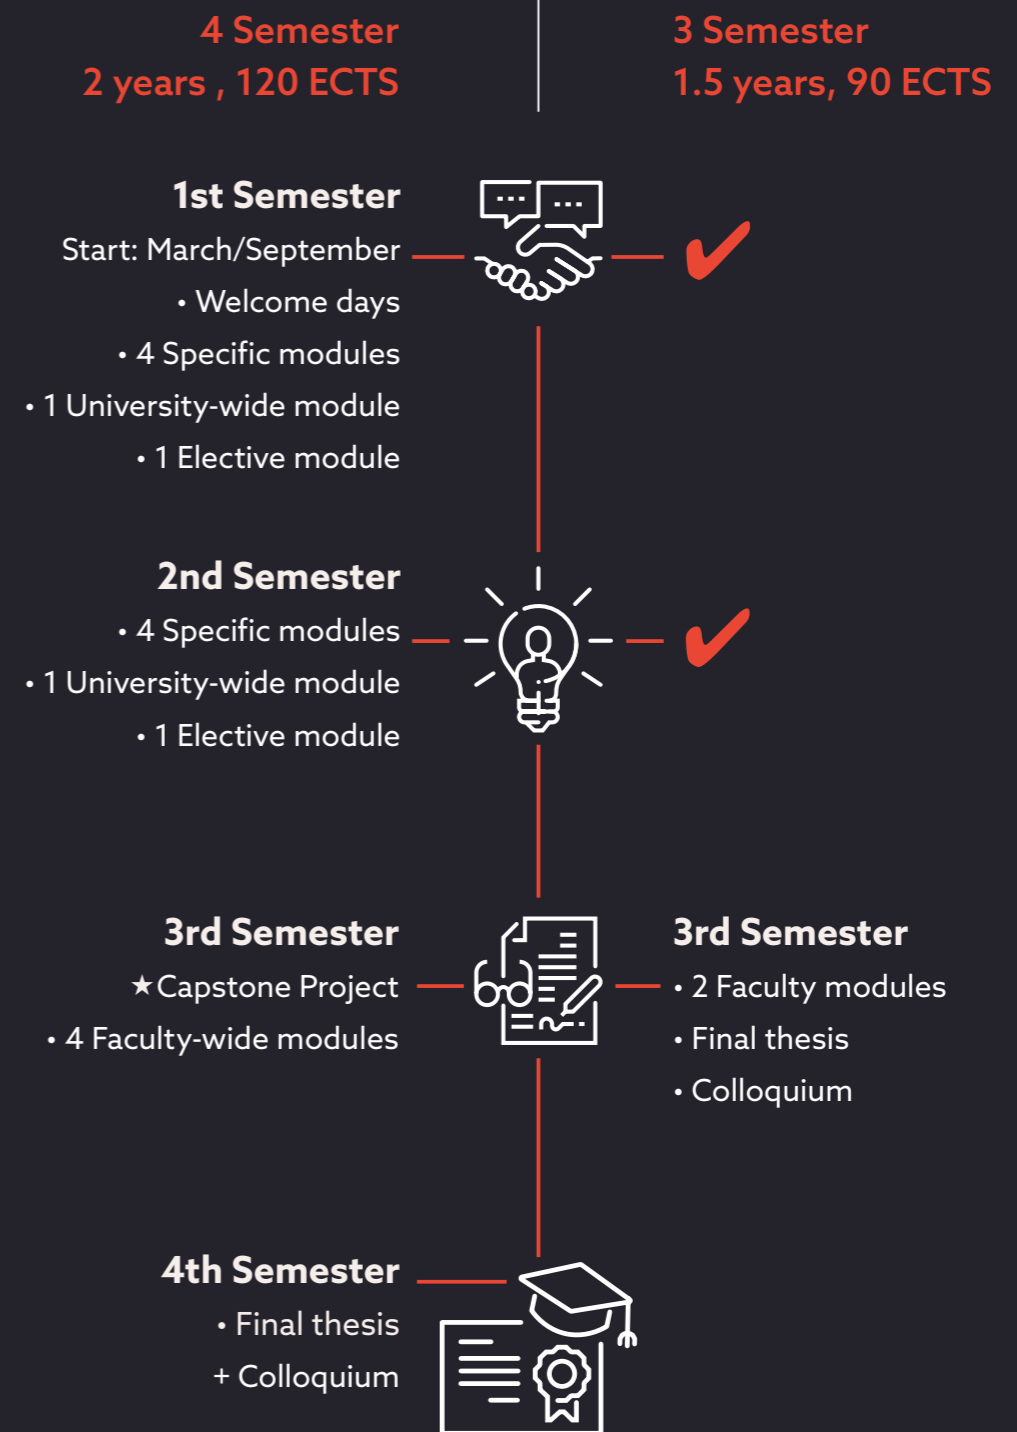 4 Semester
2 years , 120 ECTS
3 Semester
1.5 years, 90 ECTS
1st Semester
Start: March/September
• Welcome days
• 4 Specific modules
• 1 University-wide module
• 1 Elective module
2nd Semester
• 4 Specific modules
• 1 University-wide module
• 1 Elective module
3rd Semester
★Capstone Project
• 4 Faculty-wide modules
3rd Semester
• 2 Faculty modules
• Final thesis
• Colloquium
4th Semester
• Final thesis
+ Colloquium